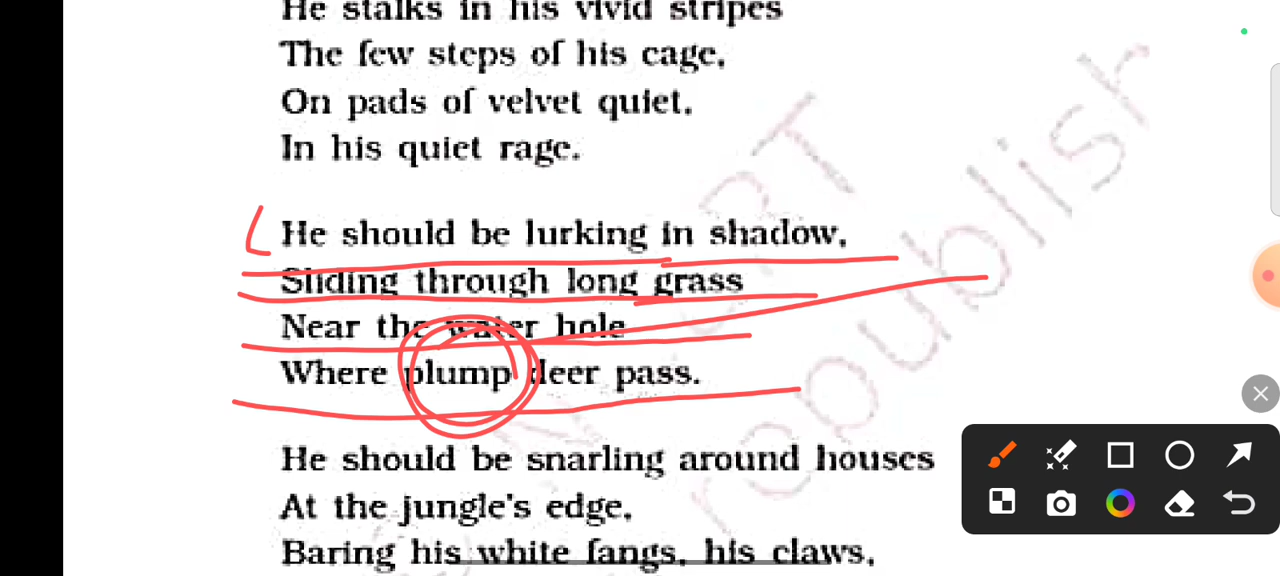 He stalks in his vivid stripes
The few steps of his cage,
On pads of velvet quiet,
In his quiet rage.
He should be lurking in shadow,
Sliding through long grass
Near the water hole
Where plump deer pass.
He should be snarling around houses
At the jungle's edge,
Baring his white fangs, his claws,
republish